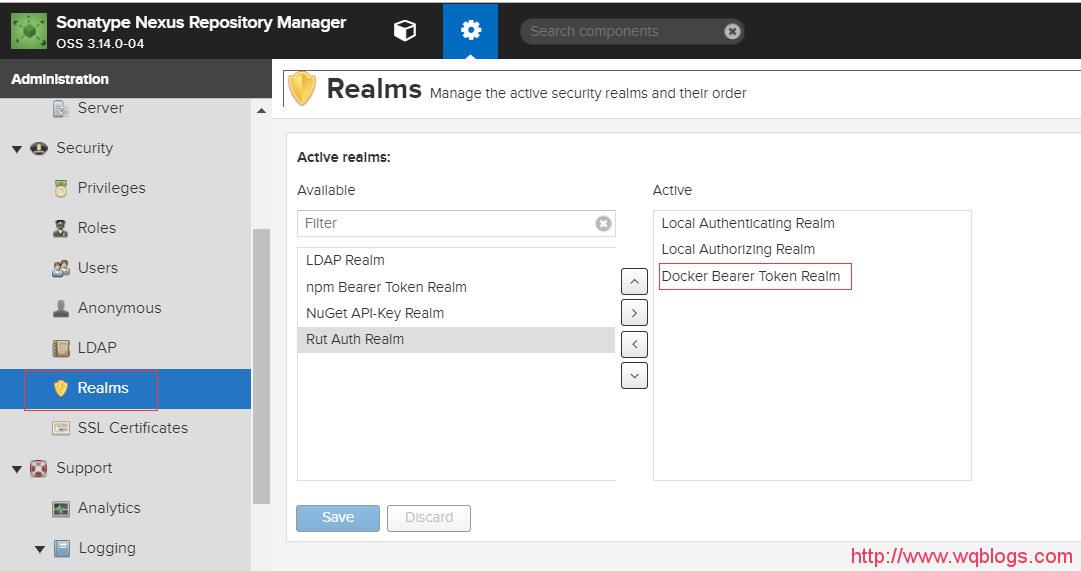 Sonatype Nexus Repository Manager
OSS 3.14.0-04
Search components
Administration
Server
Security
Privileges
Roles
Users
Anonymous
LDAP
Realms
SSL Certificates
Support
Analytics
Logging
Realms Manage the active security realms and their order
Active realms:
Available
Filter
LDAP Realm
npm Bearer Token Realm
NuGet API-Key Realm
Rut Auth Realm
Active
Local Authenticating Realm
Local Authorizing Realm
Docker Bearer Token Realm
Save Discard
http://www.wqblogs.com